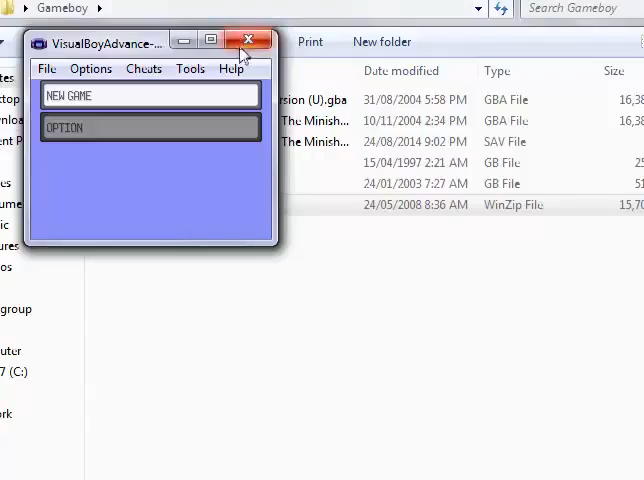 Gameboy
Search Gameboy
VisualBoyAdvance-...
Print
New folder
File Options Cheats Tools Help
NEW GAME
OPTION
Date modified Type Size
rsion (U).gba 31/08/2004 5:58 PM GBA File 16,38
The Minish... 10/11/2004 2:34 PM GBA File 16,38
The Minish... 24/08/2014 9:02 PM SAV File
15/04/1997 2:21 AM GB File 25
24/01/2003 7:27 AM GB File 51
24/05/2008 8:36 AM WinZip File 15,70
tes
ktop
wnloa
ent P
es
ume
ic
ures
os
group
uter
7 (C:)
ork